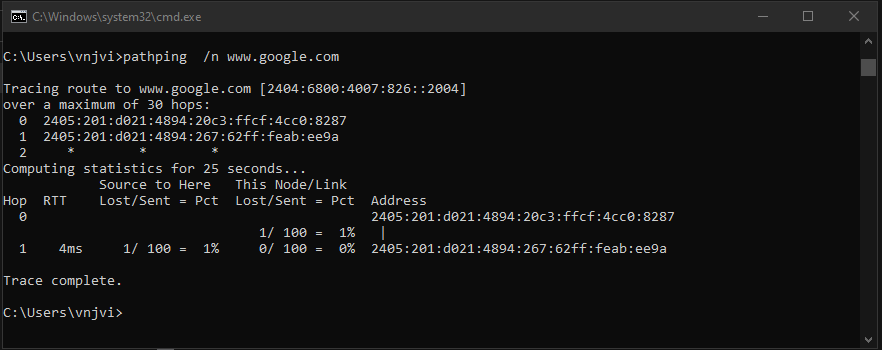 C:\Windows\system32\cmd.exe
C:\Users\vnjvi>pathping  /n www.google.com
Tracing route to www.google.com [2404:6800:4007:826::2004]
over a maximum of 30 hops:
  0  2405:201:d021:4894:20c3:ffcf:4cc0:8287
  1  2405:201:d021:4894:267:62ff:feab:ee9a
  2     *        *        *
Computing statistics for 25 seconds...
            Source to Here   This Node/Link
Hop  RTT    Lost/Sent = Pct  Lost/Sent = Pct  Address
  0                                           2405:201:d021:4894:20c3:ffcf:4cc0:8287
                                1/ 100 =  1%   |
  1    4ms     1/ 100 =  1%     0/ 100 =  0%  2405:201:d021:4894:267:62ff:feab:ee9a
Trace complete.
C:\Users\vnjvi>